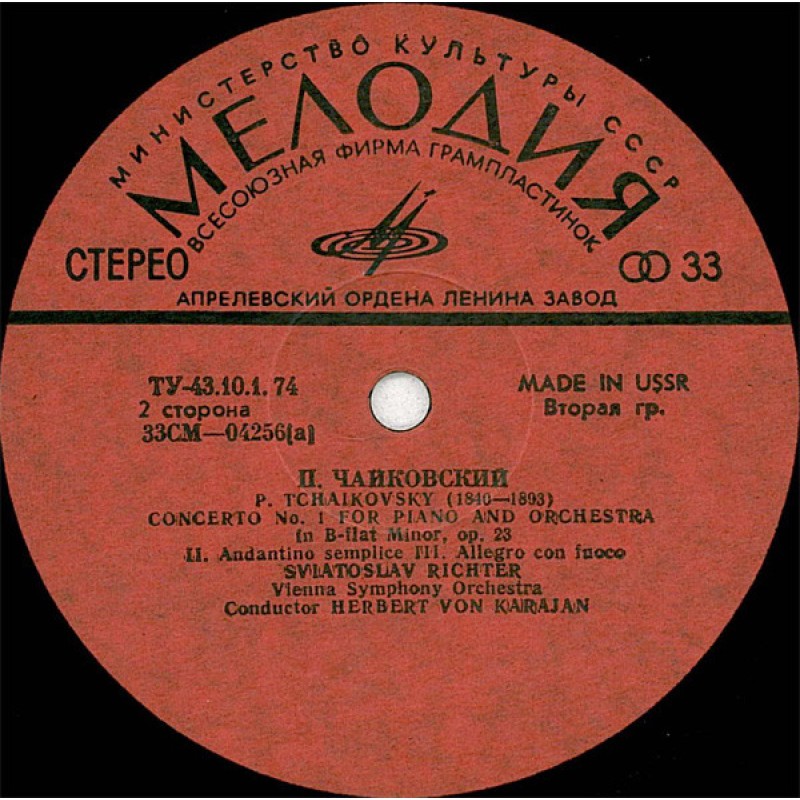 МИНИСТЕРСТВО КУЛЬТУРЫ СССР
МЕЛОДИЯ
ВСЕСОЮЗНАЯ ФИРМА ГРАМПЛАСТИНОК
СТЕРЕО
33
АПРЕЛЕВСКИЙ ОРДЕНА ЛЕНИНА ЗАВОД
ТУ-43.10.1. 74
MADE IN USSR
2 сторона
Вторая гр.
33СМ—04256(а)
П. ЧАЙКОВСКИЙ
P. TCHAIKOVSKY (1840—1893)
CONCERTO No. 1 FOR PIANO AND ORCHESTRA
in B-flat Minor, op. 23
II. Andantino semplice III. Allegro con fuoco
SVIATOSLAV RICHTER
Vienna Symphony Orchestra
Conductor HERBERT VON KARAJAN